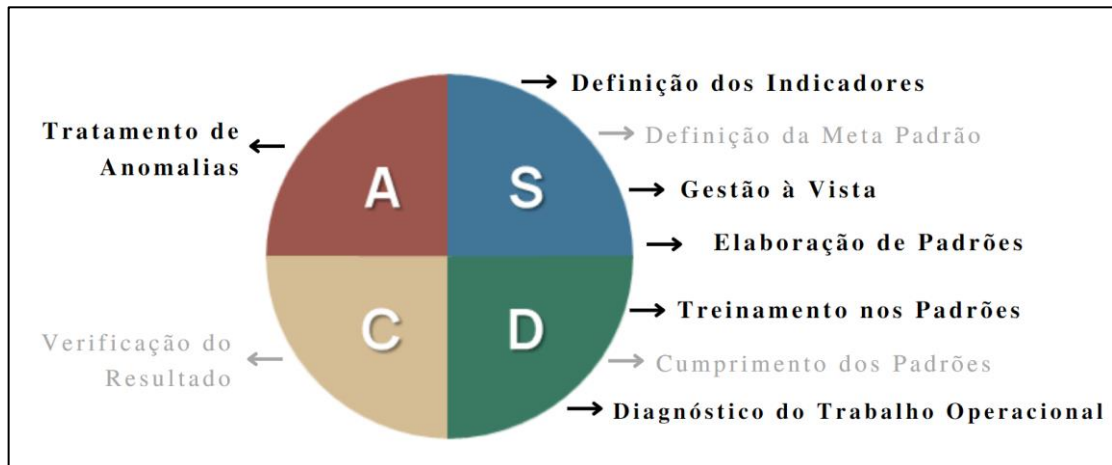 Definição dos Indicadores
Tratamento de
Anomalias
Definição da Meta Padrão
A
S
Gestão à Vista
Elaboração de Padrões
Treinamento nos Padrões
C
D
Verificação do
Resultado
Cumprimento dos Padrões
Diagnóstico do Trabalho Operacional